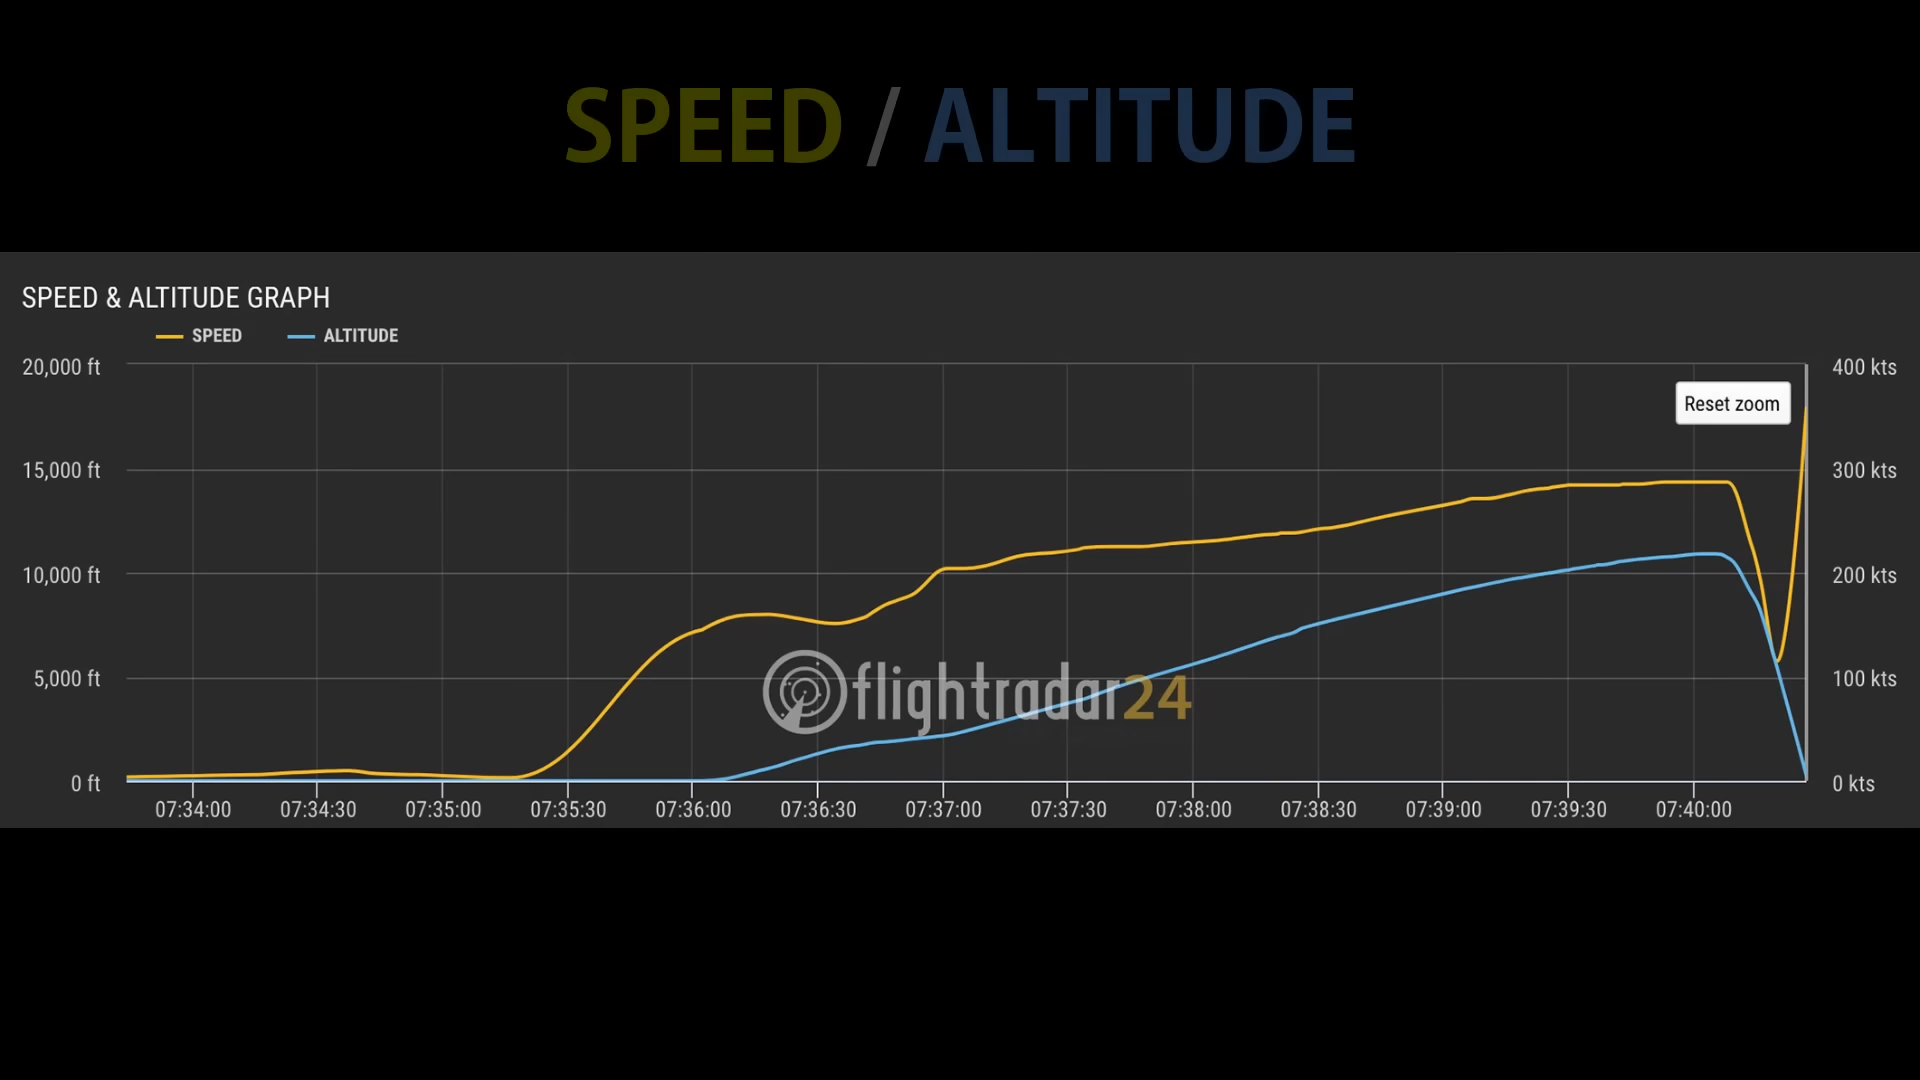 SPEED / ALTITUDE
SPEED & ALTITUDE GRAPH
SPEED ALTITUDE
20,000 ft 400 kts
Reset zoom
15,000 ft 300 kts
10,000 ft 200 kts
5,000 ft 100 kts
flightradar24
0 ft 0 kts
07:34:00 07:34:30 07:35:00 07:35:30 07:36:00 07:36:30 07:37:00 07:37:30 07:38:00 07:38:30 07:39:00 07:39:30 07:40:00